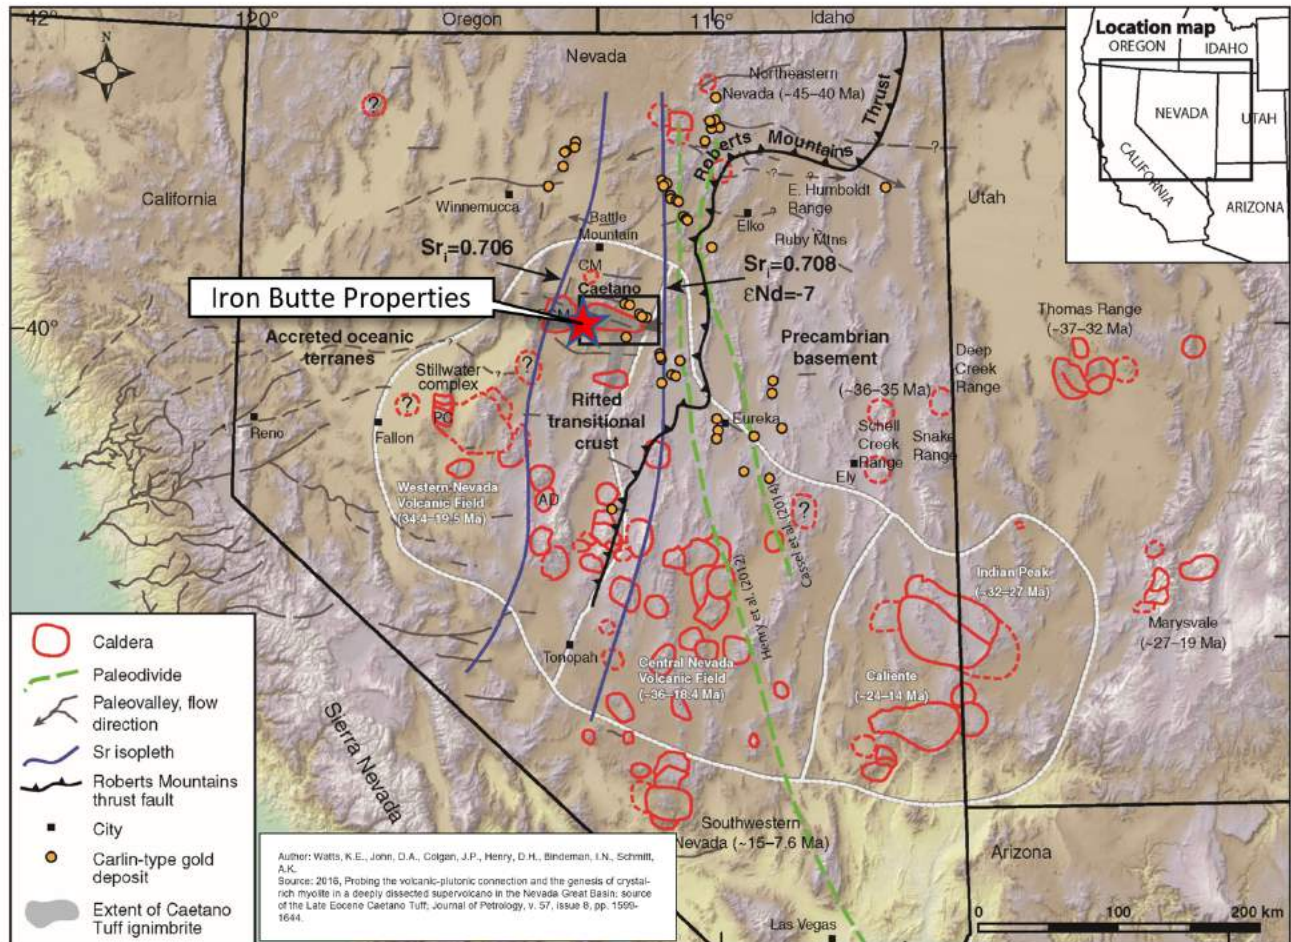 42°
120°
Oregon
116°
Idaho
N
Nevada
Northeastern
Nevada (~45–40 Ma)
?
Thrust
Roberts Mountains
?
?
?
California
Winnemucca
E. Humboldt
Range
Utah
Battle
Mountain
Elko
Ruby Mtns
Sri=0.706
CM
Sri=0.708
εNd=-7
Caetano
Iron Butte Properties
40°
Accreted oceanic
terranes
Precambrian
basement
Thomas Range
(~37–32 Ma)
Stillwater
complex
?
?
?
Deep
Creek
Range
(~36–35 Ma)
PC
Rifted
transitional
crust
Reno
Fallon
Eureka
Schell
Creek
Range
Snake
Range
Ely
Western Nevada
Volcanic Field
(34.4–19.5 Ma)
AD
?
Cassel et al. (2014)
Henry et al. (2012)
Indian Peak
(~32–27 Ma)
Marysvale
(~27–19 Ma)
Tonopah
Central Nevada
Volcanic Field
(~36–18.4 Ma)
Caliente
(~24–14 Ma)
Sierra Nevada
Southwestern
Nevada (~15–7.6 Ma)
Arizona
Las Vegas
0 100 200 km
Location map
OREGON IDAHO
NEVADA
UTAH
CALIFORNIA
ARIZONA
Caldera
Paleodivide
Paleovalley, flow
direction
Sr isopleth
Roberts Mountains
thrust fault
City
Carlin-type gold
deposit
Extent of Caetano
Tuff ignimbrite
Author: Watts, K.E., John, D.A., Colgan, J.P., Henry, D.H., Bindeman, I.N., Schmitt,
A.K.
Source: 2016, Probing the volcanic-plutonic connection and the genesis of crystal-
rich rhyolite in a deeply dissected supervolcano in the Nevada Great Basin: source
of the Late Eocene Caetano Tuff; Journal of Petrology, v. 57, issue 8, pp. 1599-
1644.